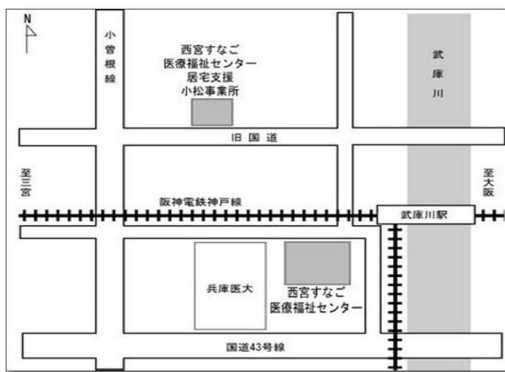 N
小曽根線
西宮すなご
医療福祉センター
居宅支援
小松事業所
武庫川
旧国道
至三宮
至大阪
阪神電鉄神戸線
武庫川駅
兵庫医大
西宮すなご
医療福祉センター
国道43号線